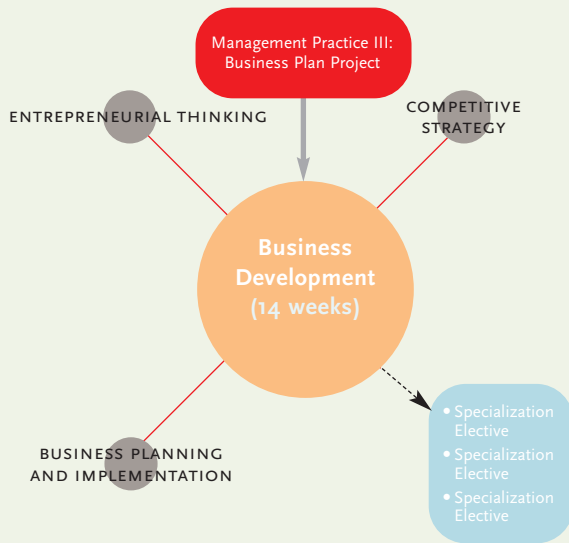 Management Practice III:
Business Plan Project
ENTREPRENEURIAL THINKING
COMPETITIVE
STRATEGY
Business
Development
(14 weeks)
BUSINESS PLANNING
AND IMPLEMENTATION
• Specialization
Elective
• Specialization
Elective
• Specialization
Elective